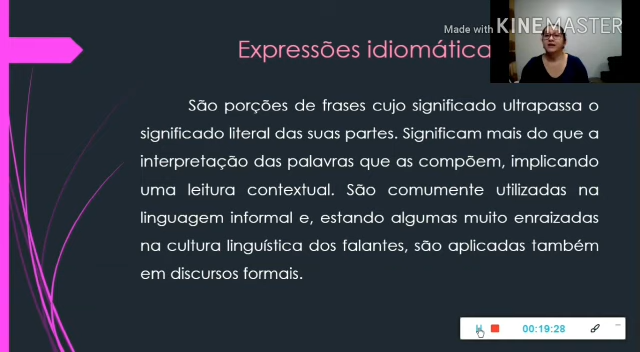 Made with KINEMASTER
Expressões idiomática
São porções de frases cujo significado ultrapassa o
significado literal das suas partes. Significam mais do que a
interpretação das palavras que as compõem, implicando
uma leitura contextual. São comumente utilizadas na
linguagem informal e, estando algumas muito enraizadas
na cultura linguística dos falantes, são aplicadas também
em discursos formais.
00:19:28